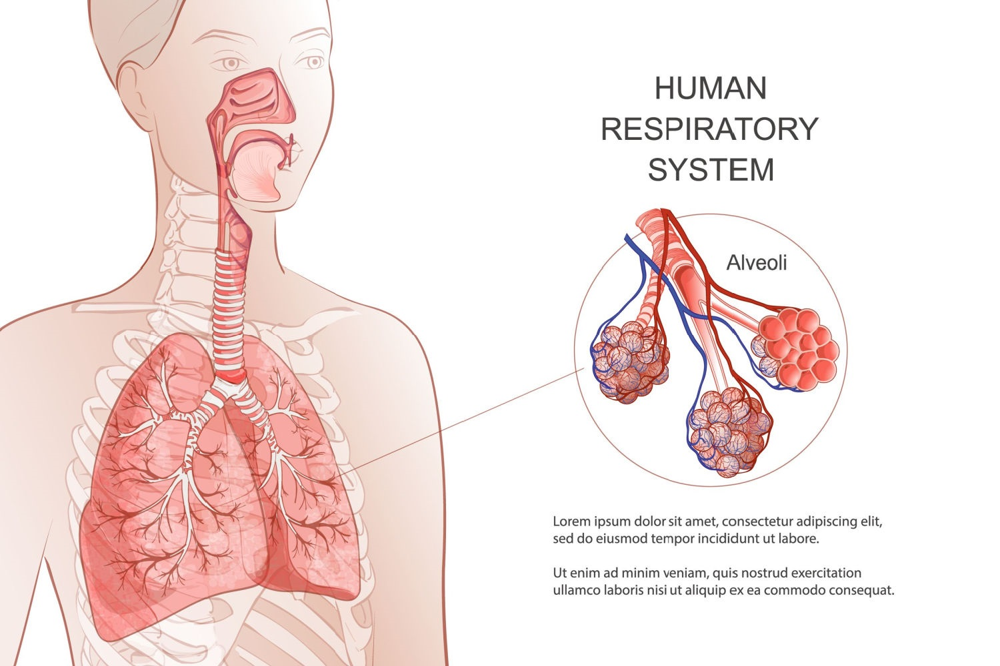 HUMAN
RESPIRATORY
SYSTEM
Alveoli
Lorem ipsum dolor sit amet, consectetur adipiscing elit,
sed do eiusmod tempor incididunt ut labore.
Ut enim ad minim veniam, quis nostrud exercitation
ullamco laboris nisi ut aliquip ex ea commodo consequat.